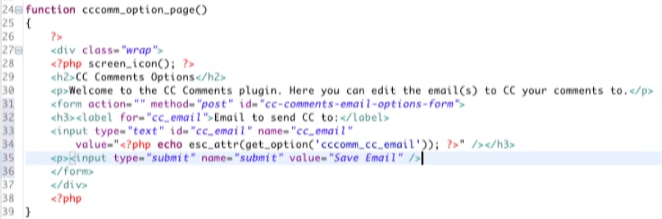 24 function cccomm_option_page()
25 {
26 ?>
27 <div class="wrap">
28 <?php screen_icon(); ?>
29 <h2>CC Comments Options</h2>
30 <p>Welcome to the CC Comments plugin. Here you can edit the email(s) to CC your comments to.</p>
31 <form action="" method="post" id="cc-comments-email-options-form">
32 <h3><label for="cc_email">Email to send CC to:</label>
33 <input type="text" id="cc_email" name="cc_email"
34 value="<?php echo esc_attr(get_option('cccomm_cc_email')); ?>" /></h3>
35 <p><input type="submit" name="submit" value="Save Email" />
36 </form>
37 </div>
38 <?php
39 }